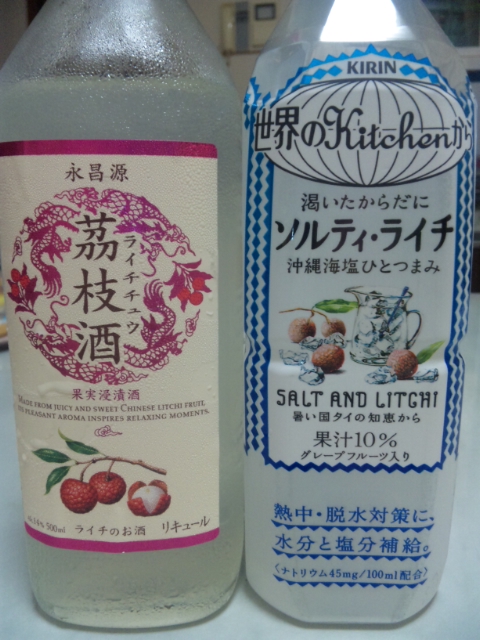 永昌源
荔枝酒
ライチチュウ
果実浸漬酒
MADE FROM JUICY AND SWEET CHINESE LITCHI FRUIT,
PLEASANT AROMA INSPIRES RELAXING MOMENTS.
500ml
ライチのお酒 リキュール
KIRIN
世界のKitchenから
渇いたからだに
ソルティ・ライチ
沖縄海塩ひとつまみ
SALT AND LITCHI
暑い国タイの知恵から
果汁10%
グレープフルーツ入り
熱中・脱水対策に、
水分と塩分補給。
〈ナトリウム45mg/100ml配合〉